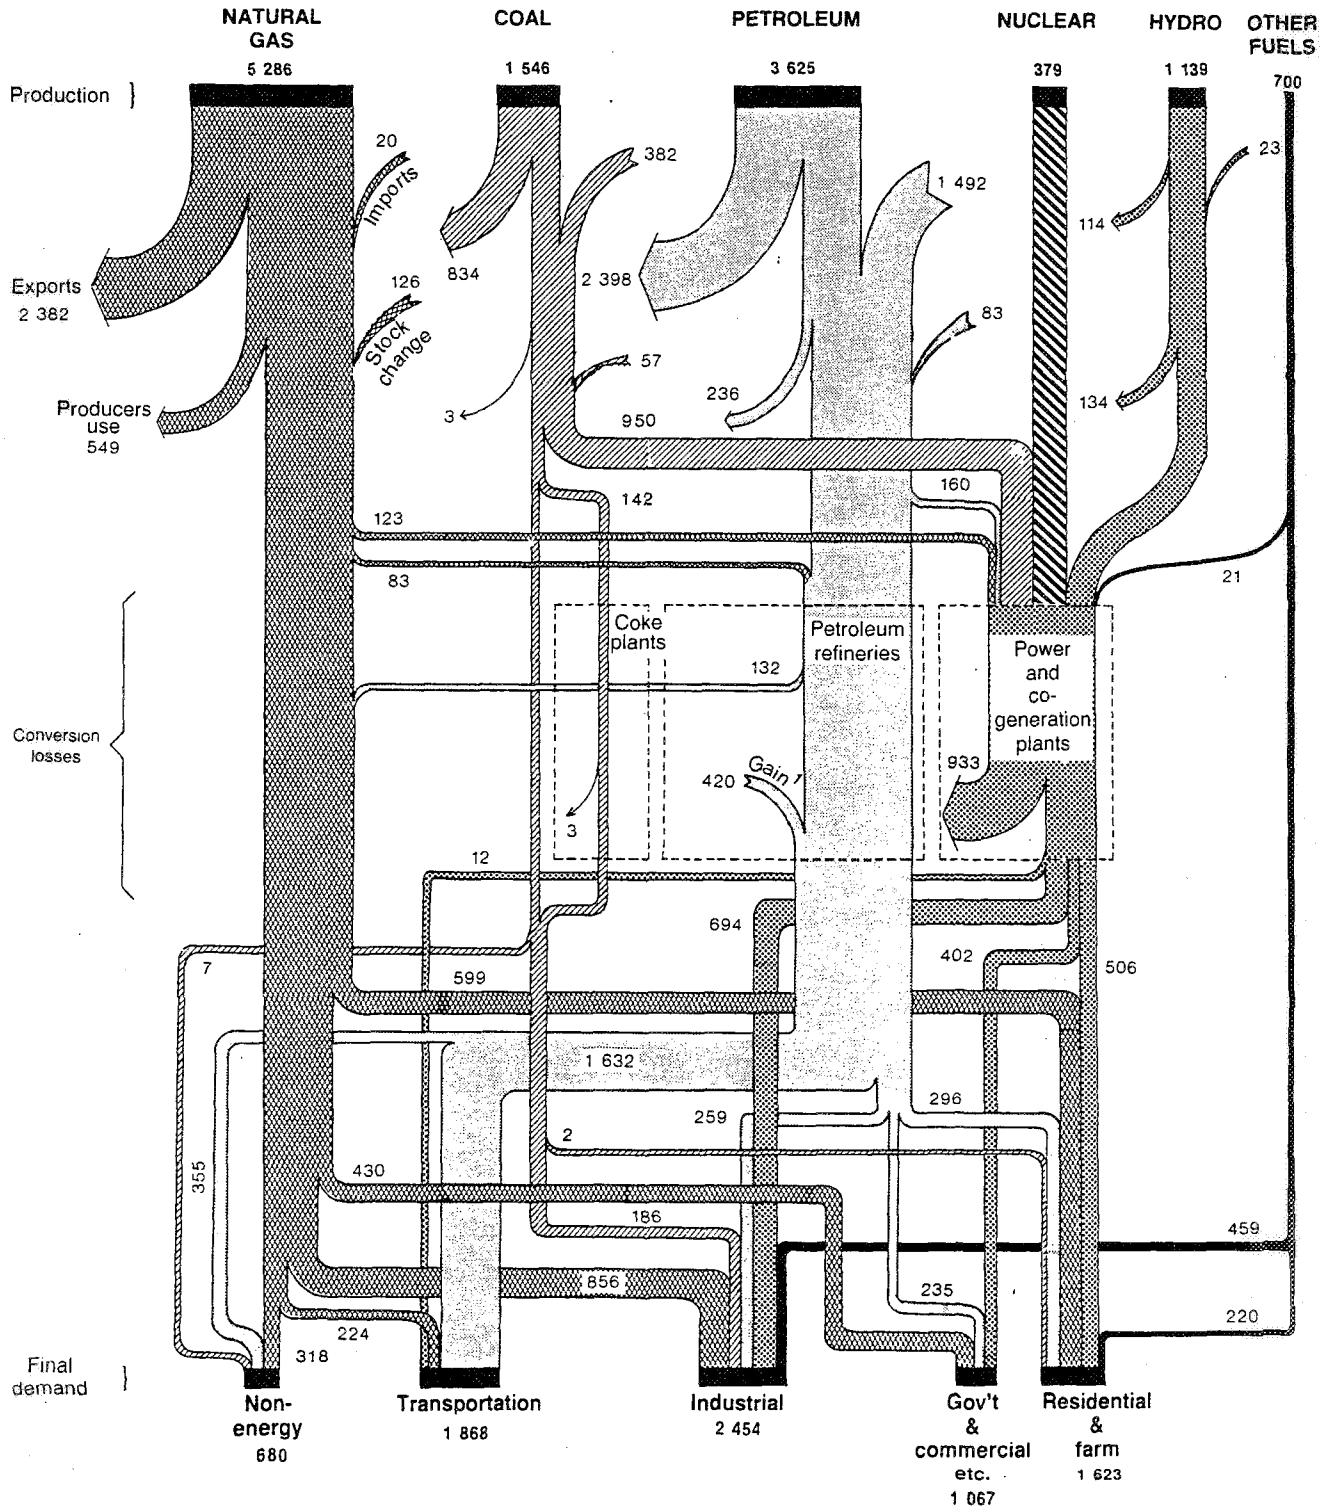 NATURAL GAS
COAL
PETROLEUM
NUCLEAR
HYDRO
OTHER FUELS
5 286
1 546
3 625
379
1 139
700
Production
20
Imports
382
1 492
23
114
834
2 398
Exports
2 382
126
Stock change
83
57
Producers use
549
3
236
134
950
160
142
123
83
21
Coke plants
Petroleum refineries
Power and co-generation plants
132
Conversion losses
Gain 1
420
933
3
12
694
402
506
7
599
1 632
259
296
2
355
430
186
459
856
235
220
224
318
Final demand
Non-energy
680
Transportation
1 868
Industrial
2 454
Gov't & commercial etc.
1 067
Residential & farm
1 623